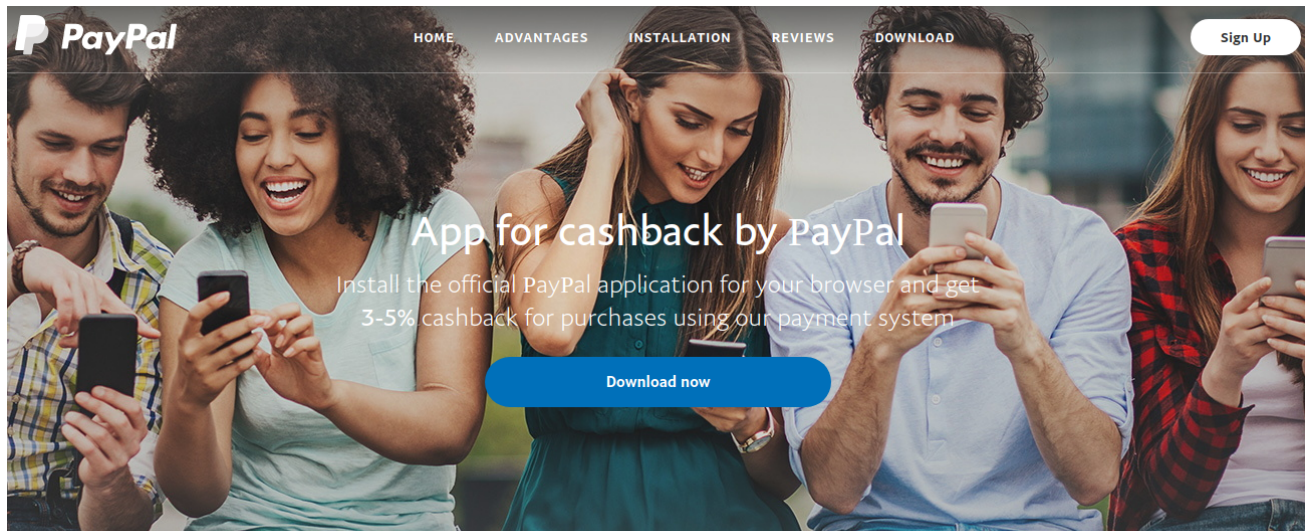 PayPal
HOME ADVANTAGES INSTALLATION REVIEWS DOWNLOAD
Sign Up
App for cashback by PayPal
Install the official PayPal application for your browser and get
3-5% cashback for purchases using our payment system
Download now